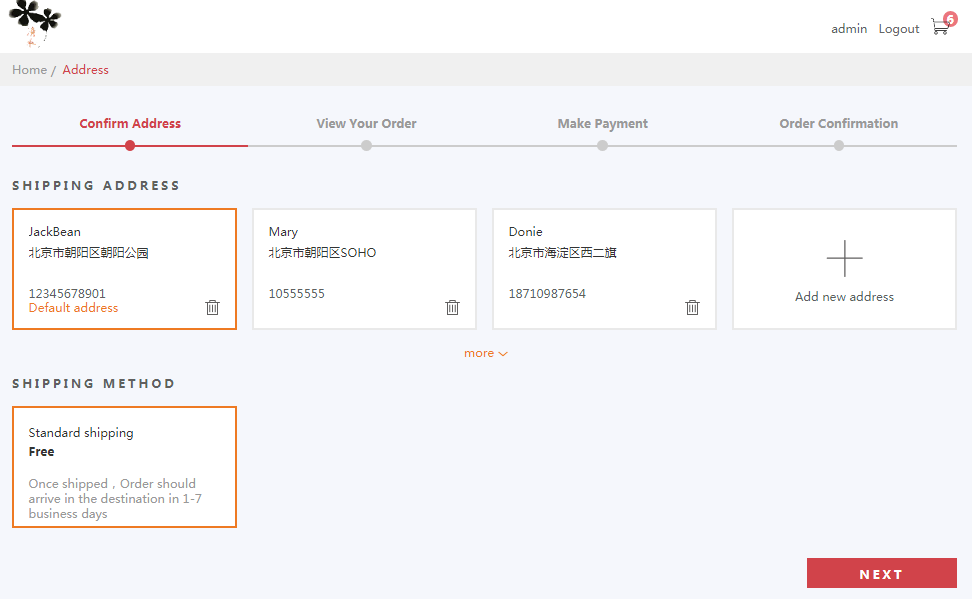 admin Logout 6
Home / Address
Confirm Address View Your Order Make Payment Order Confirmation
SHIPPING ADDRESS
JackBean
北京市朝阳区朝阳公园
12345678901
Default address
Mary
北京市朝阳区SOHO
10555555
Donie
北京市海淀区西二旗
18710987654
Add new address
more
SHIPPING METHOD
Standard shipping
Free
Once shipped，Order should
arrive in the destination in 1-7
business days
NEXT